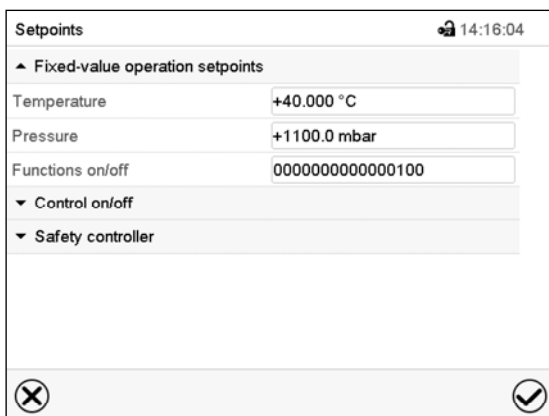 Setpoints 14:16:04
Fixed-value operation setpoints
Temperature +40.000 °C
Pressure +1100.0 mbar
Functions on/off 0000000000000100
Control on/off
Safety controller